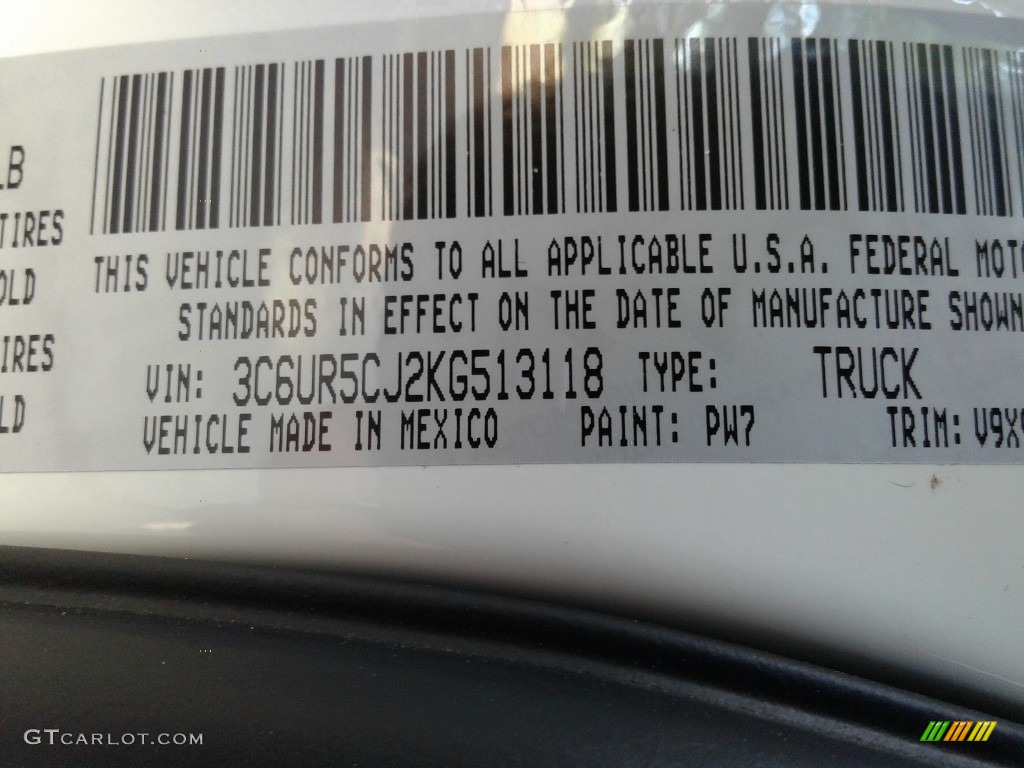 LB
TIRES
OLD
IRES
LD
THIS VEHICLE CONFORMS TO ALL APPLICABLE U.S.A. FEDERAL MOTO
STANDARDS IN EFFECT ON THE DATE OF MANUFACTURE SHOWN
VIN: 3C6UR5CJ2KG513118 TYPE: TRUCK
VEHICLE MADE IN MEXICO PAINT: PW7 TRIM: V9X
GTCARLOT.COM